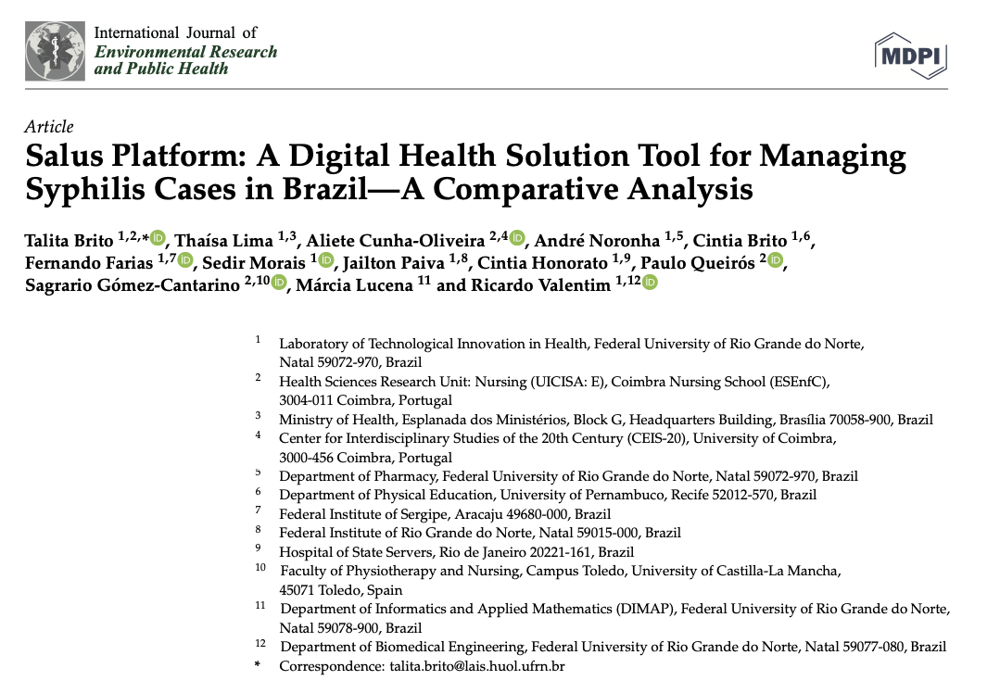 International Journal of
Environmental Research
and Public Health
MDPI
Article
Salus Platform: A Digital Health Solution Tool for Managing
Syphilis Cases in Brazil—A Comparative Analysis
Talita Brito 1,2,* iD, Thaísa Lima 1,3, Aliete Cunha-Oliveira 2,4 iD, André Noronha 1,5, Cintia Brito 1,6,
Fernando Farias 1,7 iD, Sedir Morais 1 iD, Jailton Paiva 1,8, Cintia Honorato 1,9, Paulo Queirós 2 iD,
Sagrario Gómez-Cantarino 2,10 iD, Márcia Lucena 11 and Ricardo Valentim 1,12 iD
1 Laboratory of Technological Innovation in Health, Federal University of Rio Grande do Norte,
Natal 59072-970, Brazil
2 Health Sciences Research Unit: Nursing (UICISA: E), Coimbra Nursing School (ESEnfC),
3004-011 Coimbra, Portugal
3 Ministry of Health, Esplanada dos Ministérios, Block G, Headquarters Building, Brasília 70058-900, Brazil
4 Center for Interdisciplinary Studies of the 20th Century (CEIS-20), University of Coimbra,
3000-456 Coimbra, Portugal
5 Department of Pharmacy, Federal University of Rio Grande do Norte, Natal 59072-970, Brazil
6 Department of Physical Education, University of Pernambuco, Recife 52012-570, Brazil
7 Federal Institute of Sergipe, Aracaju 49680-000, Brazil
8 Federal Institute of Rio Grande do Norte, Natal 59015-000, Brazil
9 Hospital of State Servers, Rio de Janeiro 20221-161, Brazil
10 Faculty of Physiotherapy and Nursing, Campus Toledo, University of Castilla-La Mancha,
45071 Toledo, Spain
11 Department of Informatics and Applied Mathematics (DIMAP), Federal University of Rio Grande do Norte,
Natal 59078-900, Brazil
12 Department of Biomedical Engineering, Federal University of Rio Grande do Norte, Natal 59077-080, Brazil
* Correspondence: talita.brito@lais.huol.ufrn.br